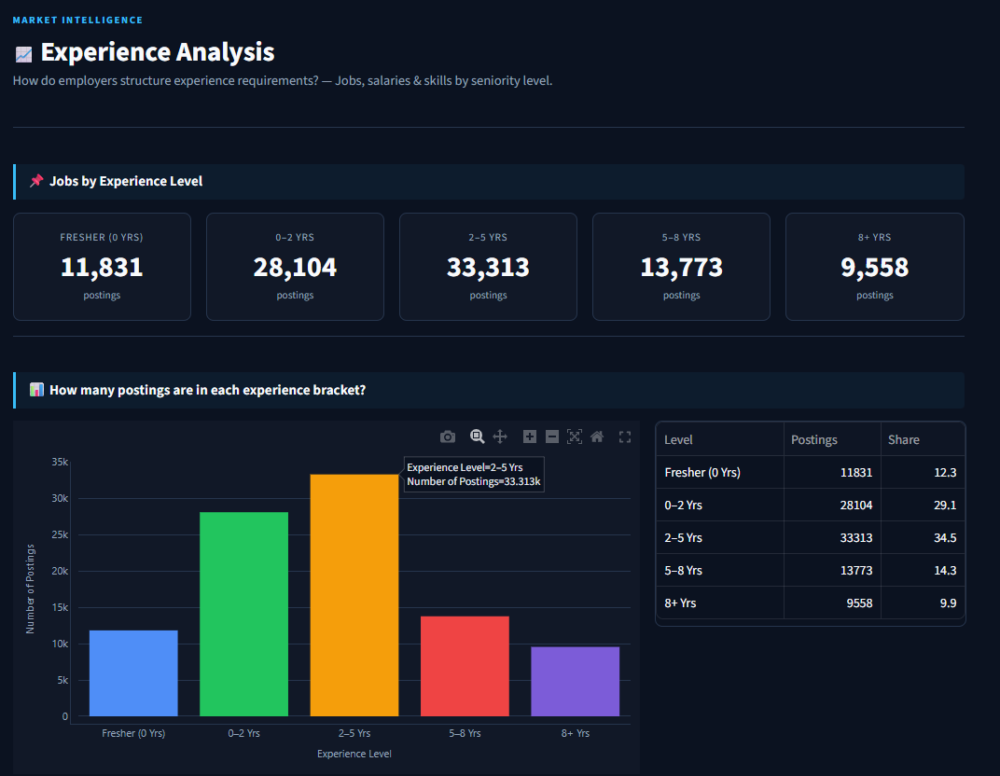 MARKET INTELLIGENCE
Experience Analysis
How do employers structure experience requirements? — Jobs, salaries & skills by seniority level.
Jobs by Experience Level
FRESHER (0 YRS)
11,831
postings
0–2 YRS
28,104
postings
2–5 YRS
33,313
postings
5–8 YRS
13,773
postings
8+ YRS
9,558
postings
How many postings are in each experience bracket?
35k
30k
25k
20k
15k
10k
5k
0
Number of Postings
Experience Level=2–5 Yrs
Number of Postings=33.313k
Fresher (0 Yrs)
0–2 Yrs
2–5 Yrs
5–8 Yrs
8+ Yrs
Experience Level
Level Postings Share
Fresher (0 Yrs) 11831 12.3
0–2 Yrs 28104 29.1
2–5 Yrs 33313 34.5
5–8 Yrs 13773 14.3
8+ Yrs 9558 9.9